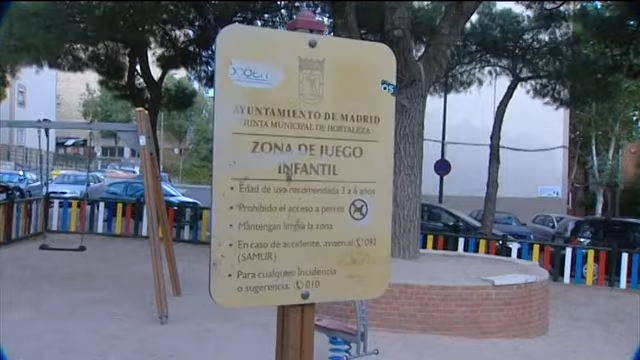 AYUNTAMIENTO DE MADRID
JUNTA MUNICIPAL DE HORTALEZA
ZONA DE JUEGO
INFANTIL
• Edad de uso recomendada 3 a 6 años
• Prohibido el acceso a perros
• Mantengan limpia la zona
• En caso de accidente, avisen al 092
(SAMUR)
• Para cualquier incidencia
o sugerencia. 010